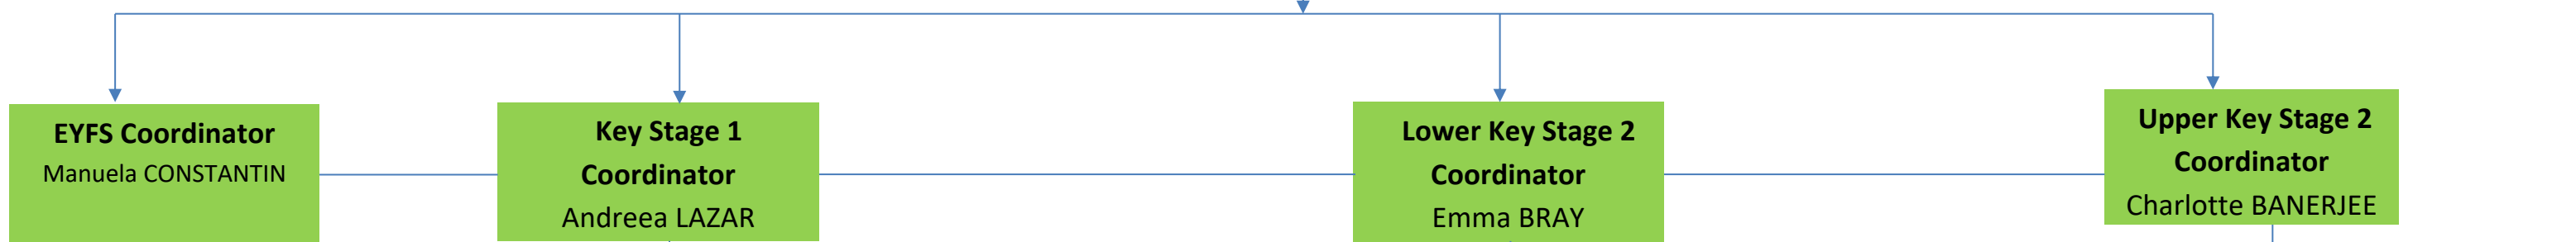 EYFS Coordinator
Manuela CONSTANTIN
Key Stage 1
Coordinator
Andreea LAZAR
Lower Key Stage 2
Coordinator
Emma BRAY
Upper Key Stage 2
Coordinator
Charlotte BANERJEE